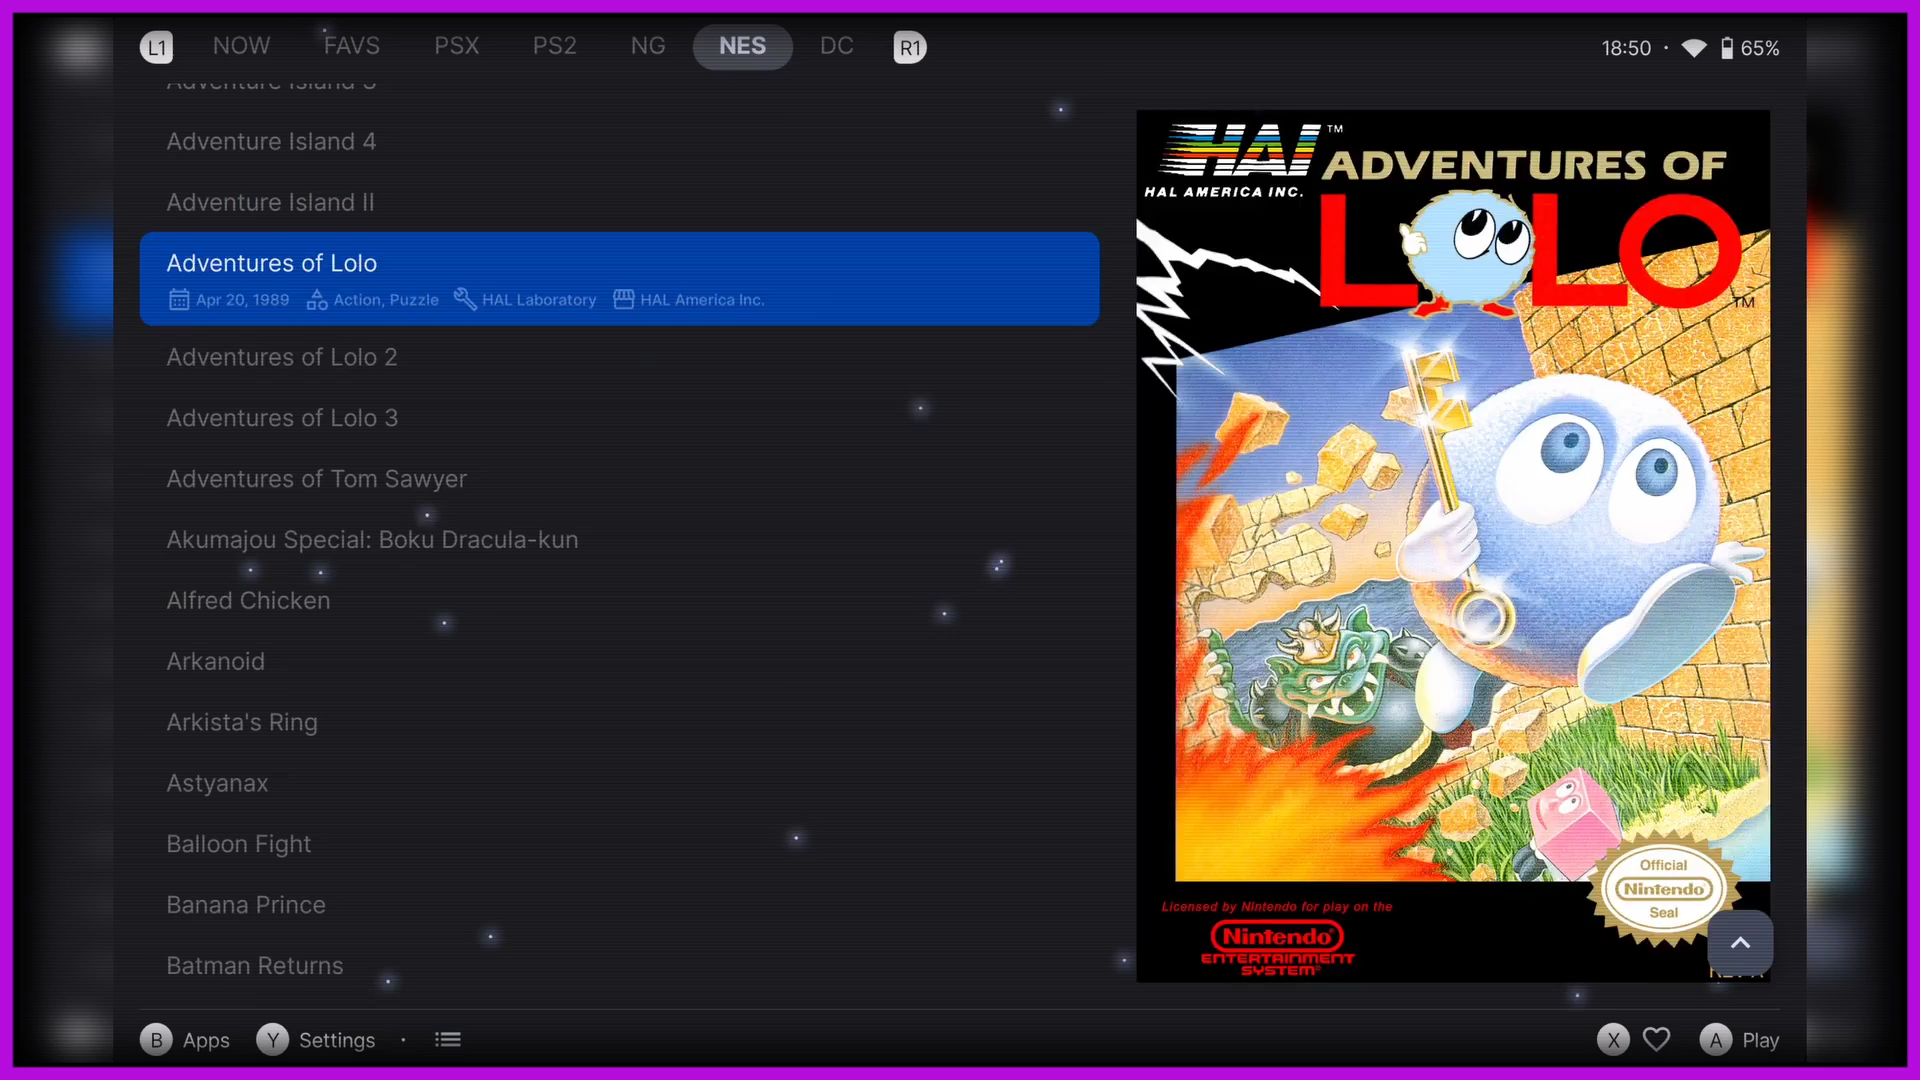 L1 NOW FAVS PSX PS2 NG NES DC R1
18:50 · 65%
Adventure Island 3
Adventure Island 4
Adventure Island II
Adventures of Lolo
Apr 20, 1989 Action, Puzzle HAL Laboratory HAL America Inc.
Adventures of Lolo 2
Adventures of Lolo 3
Adventures of Tom Sawyer
Akumajou Special: Boku Dracula-kun
Alfred Chicken
Arkanoid
Arkista's Ring
Astyanax
Balloon Fight
Banana Prince
Batman Returns
HAL™
HAL AMERICA INC.
ADVENTURES OF
LOLO
TM
Official
Nintendo
Seal
Licensed by Nintendo for play on the
Nintendo®
ENTERTAINMENT
SYSTEM®
B Apps Y Settings ·
X A Play